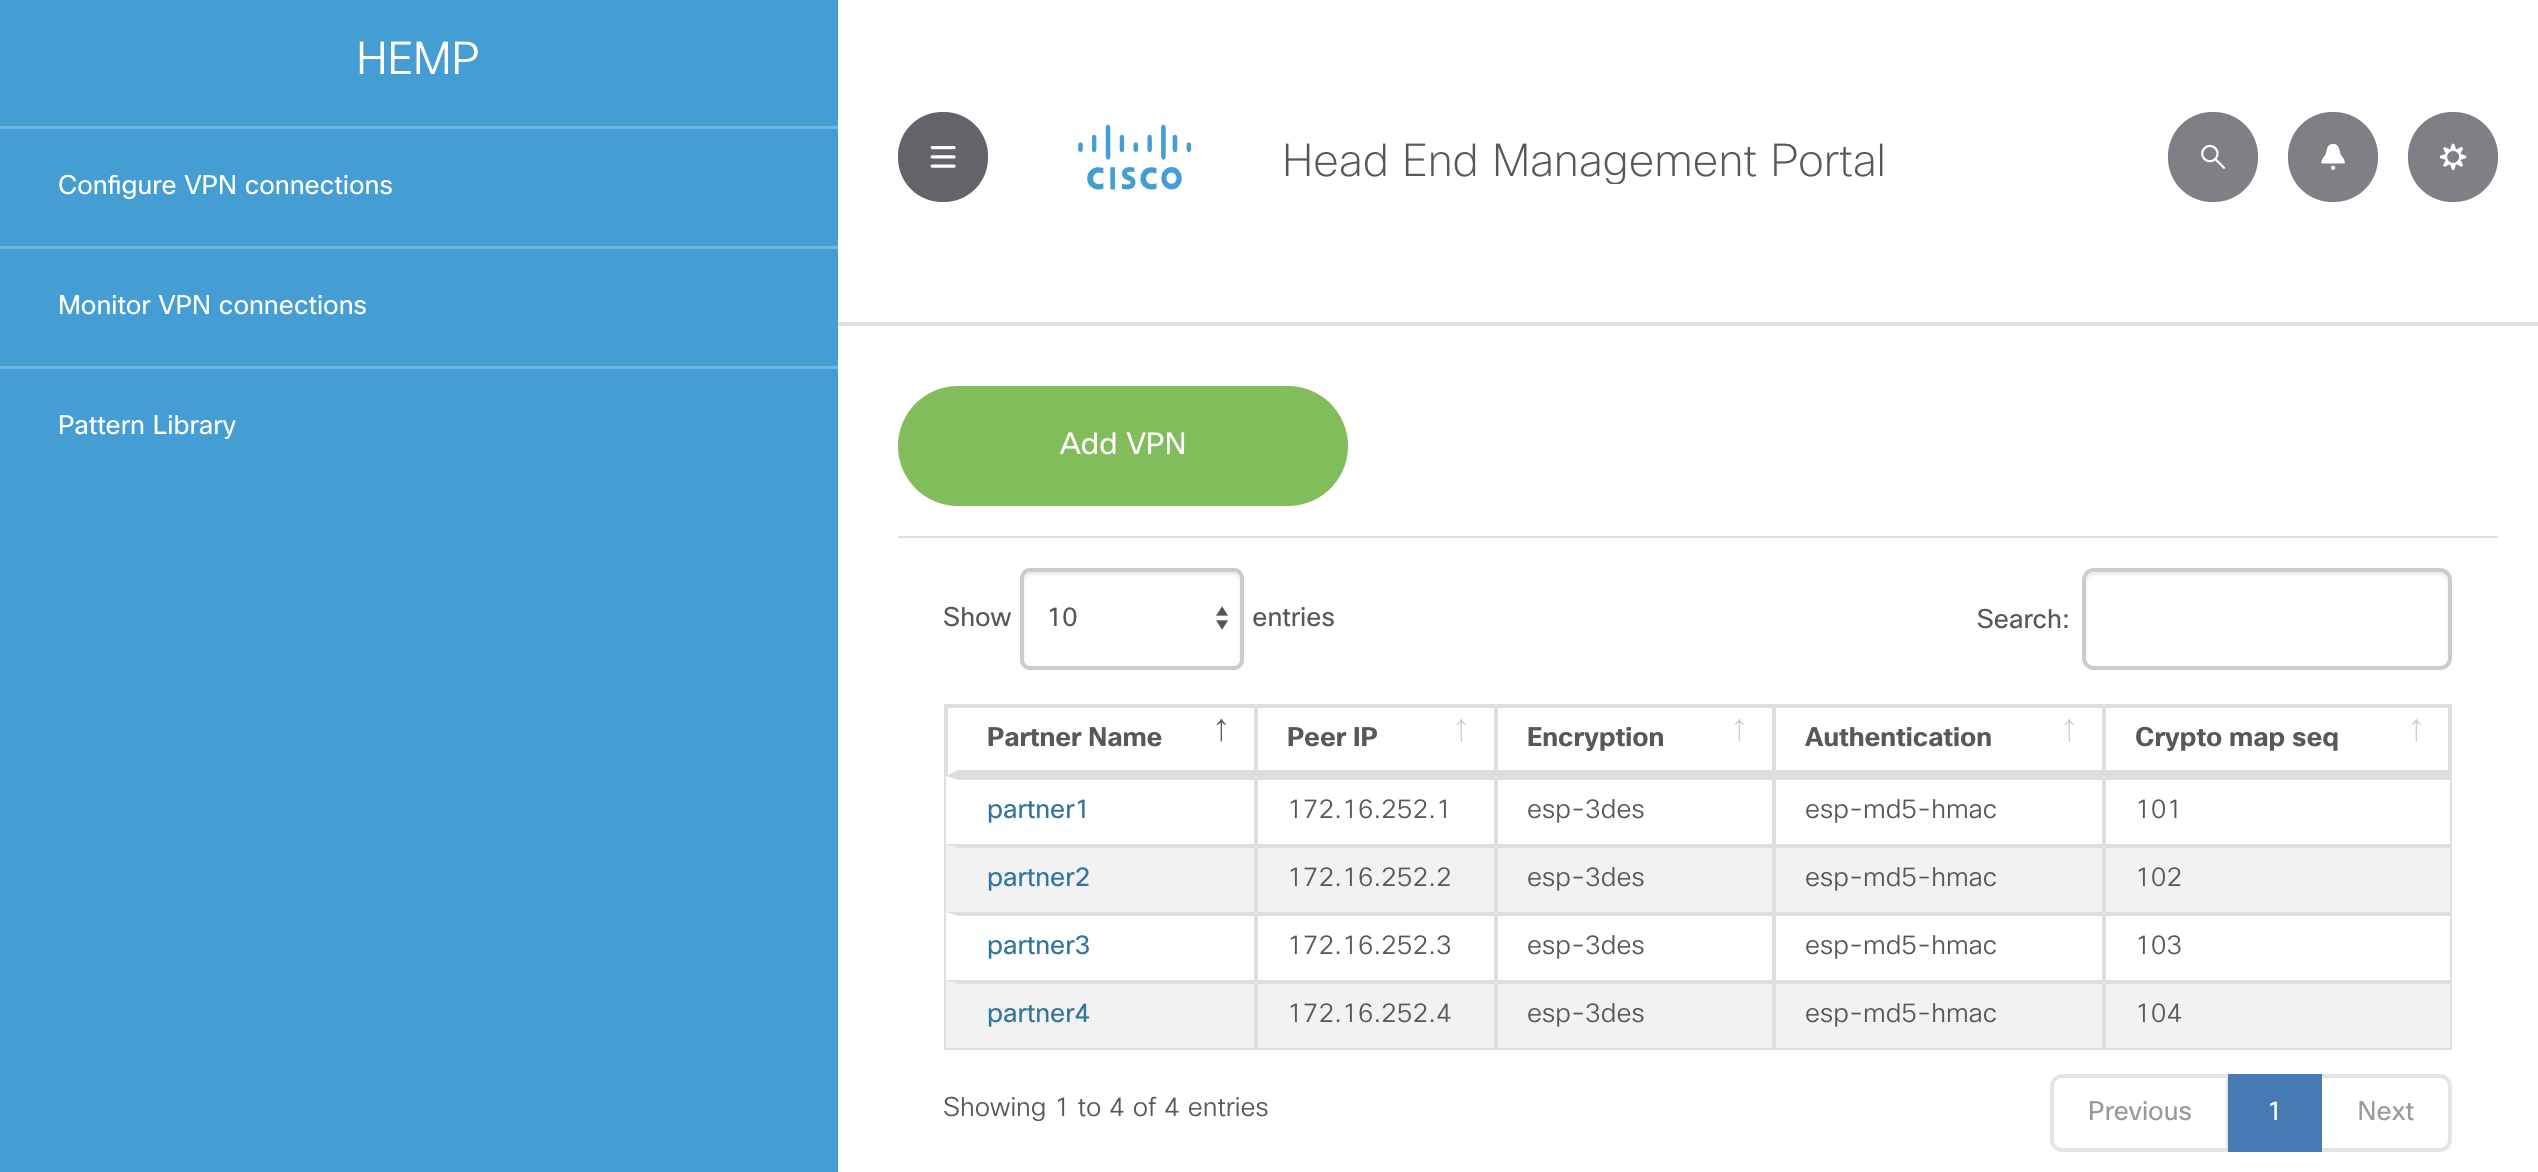 HEMP
Configure VPN connections
Monitor VPN connections
Pattern Library
CISCO
Head End Management Portal
Add VPN
Show 10 entries
Search:
Partner Name Peer IP Encryption Authentication Crypto map seq
partner1 172.16.252.1 esp-3des esp-md5-hmac 101
partner2 172.16.252.2 esp-3des esp-md5-hmac 102
partner3 172.16.252.3 esp-3des esp-md5-hmac 103
partner4 172.16.252.4 esp-3des esp-md5-hmac 104
Showing 1 to 4 of 4 entries
Previous 1 Next